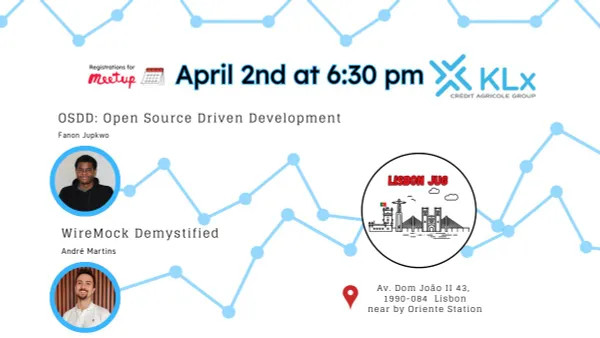 Registrations for
Meetup
April 2nd at 6:30 pm
KLx
CRÉDIT AGRICOLE GROUP
OSDD: Open Source Driven Development
Fanon Jupkwo
LISBON JUG
WireMock Demystified
André Martins
Av. Dom João II 43,
1990-084 Lisbon
near by Oriente Station